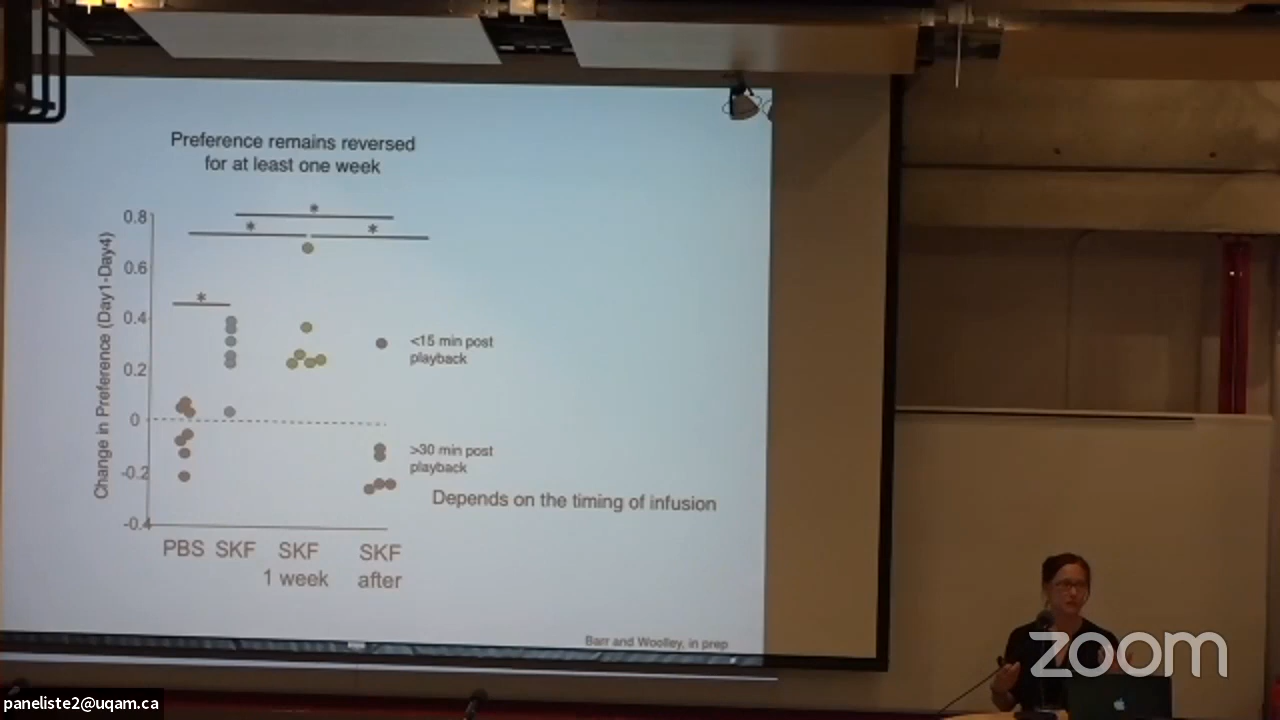 Preference remains reversed
for at least one week
Change in Preference (Day1-Day4)
0.8
0.6
0.4
0.2
0
-0.2
-0.4
*
*
*
*
<15 min post
playback
>30 min post
playback
Depends on the timing of infusion
PBS SKF SKF SKF
1 week after
Barr and Woolley, in prep
zoom
paneliste2@uqam.ca